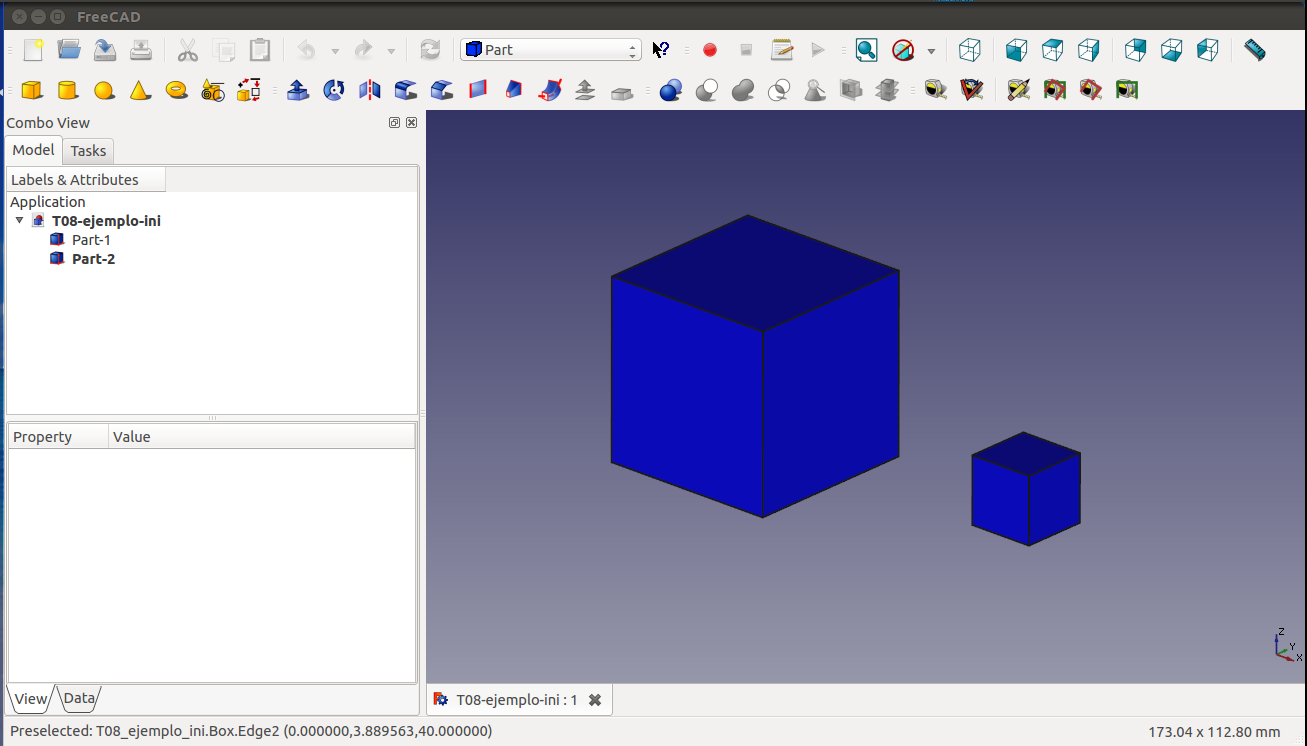 FreeCAD
Part
Combo View
Model Tasks
Labels & Attributes
Application
T08-ejemplo-ini
Part-1
Part-2
Property Value
Z
Y
X
View Data
T08-ejemplo-ini : 1
Preselected: T08_ejemplo_ini.Box.Edge2 (0.000000,3.889563,40.000000)
173.04 x 112.80 mm